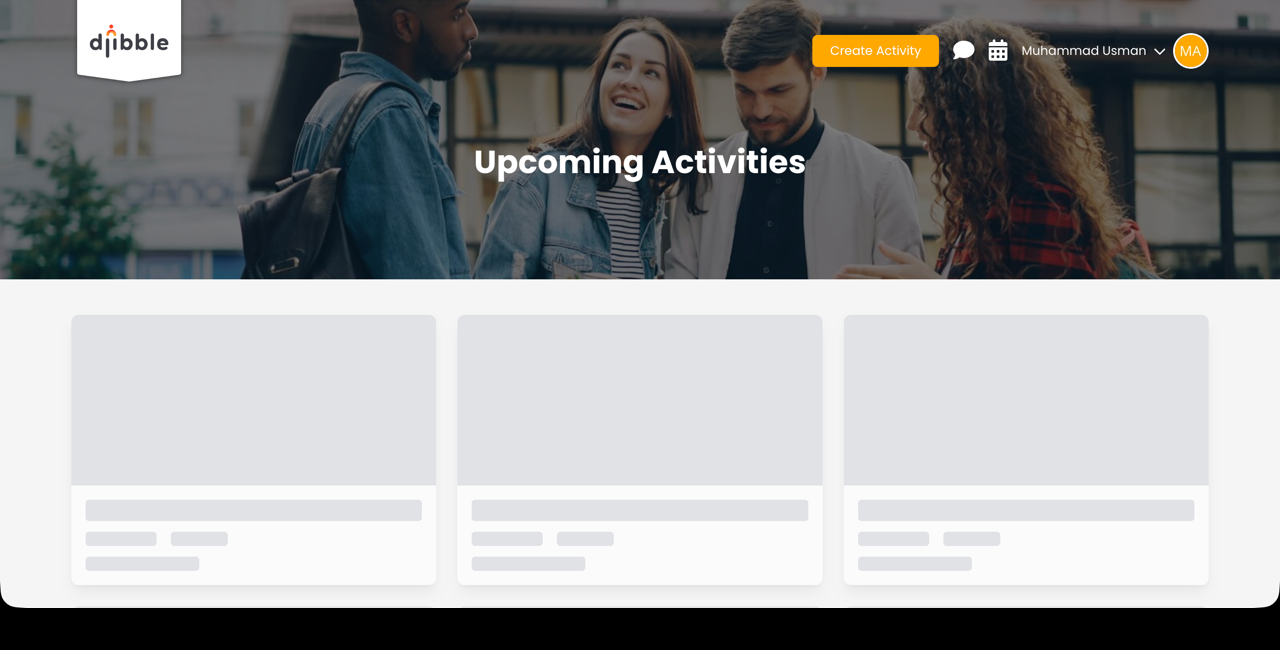 djibble
Create Activity
Muhammad Usman
MA
Upcoming Activities